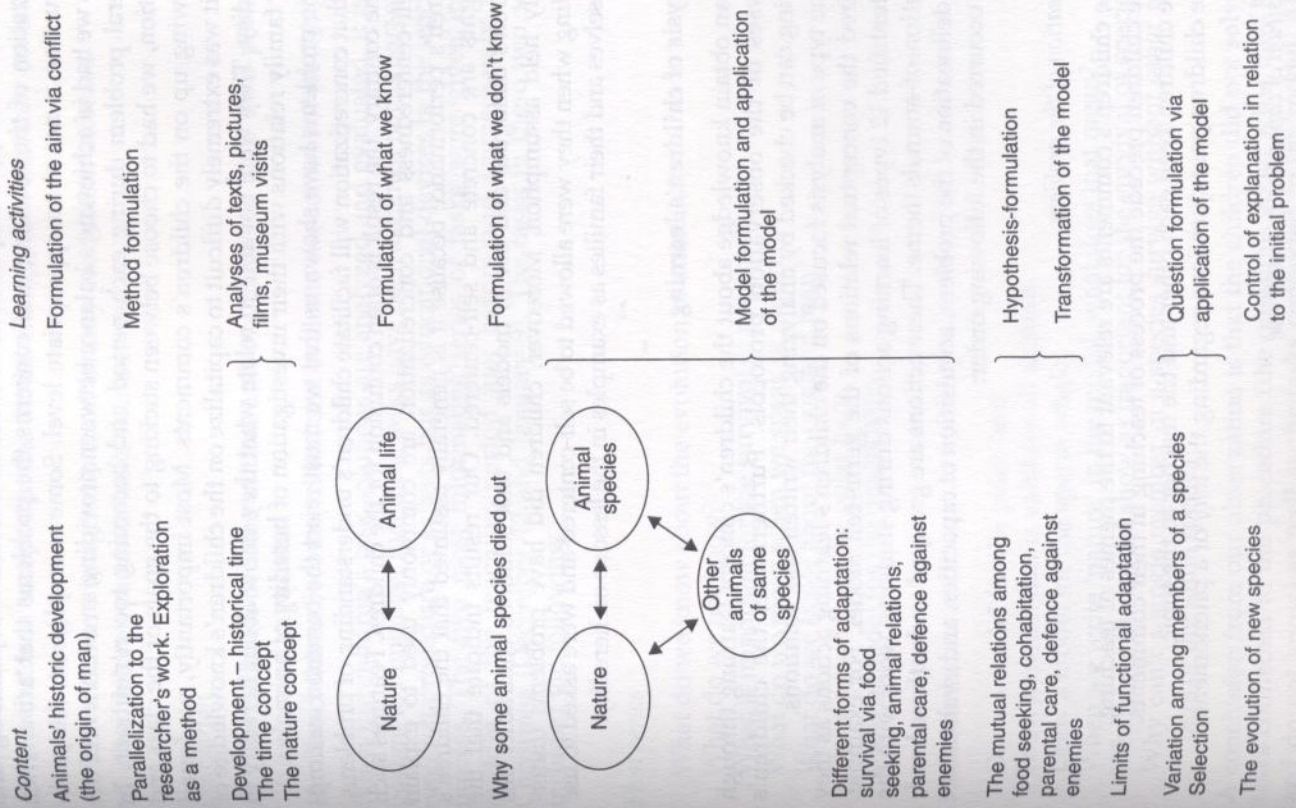 Content
Learning activities
Animals' historic development
(the origin of man)
Formulation of the aim via conflict
Parallelization to the
researcher's work. Exploration
as a method
Method formulation
Development – historical time
The time concept
The nature concept
Analyses of texts, pictures,
films, museum visits
Nature
Animal life
Formulation of what we know
Why some animal species died out
Formulation of what we don't know
Nature
Animal
species
Other
animals
of same
species
Model formulation and application
of the model
Different forms of adaptation:
survival via food
seeking, animal relations,
parental care, defence against
enemies
The mutual relations among
food seeking, cohabitation,
parental care, defence against
enemies
Hypothesis-formulation
Limits of functional adaptation
Transformation of the model
Variation among members of a species
Selection
Question formulation via
application of the model
The evolution of new species
Control of explanation in relation
to the initial problem